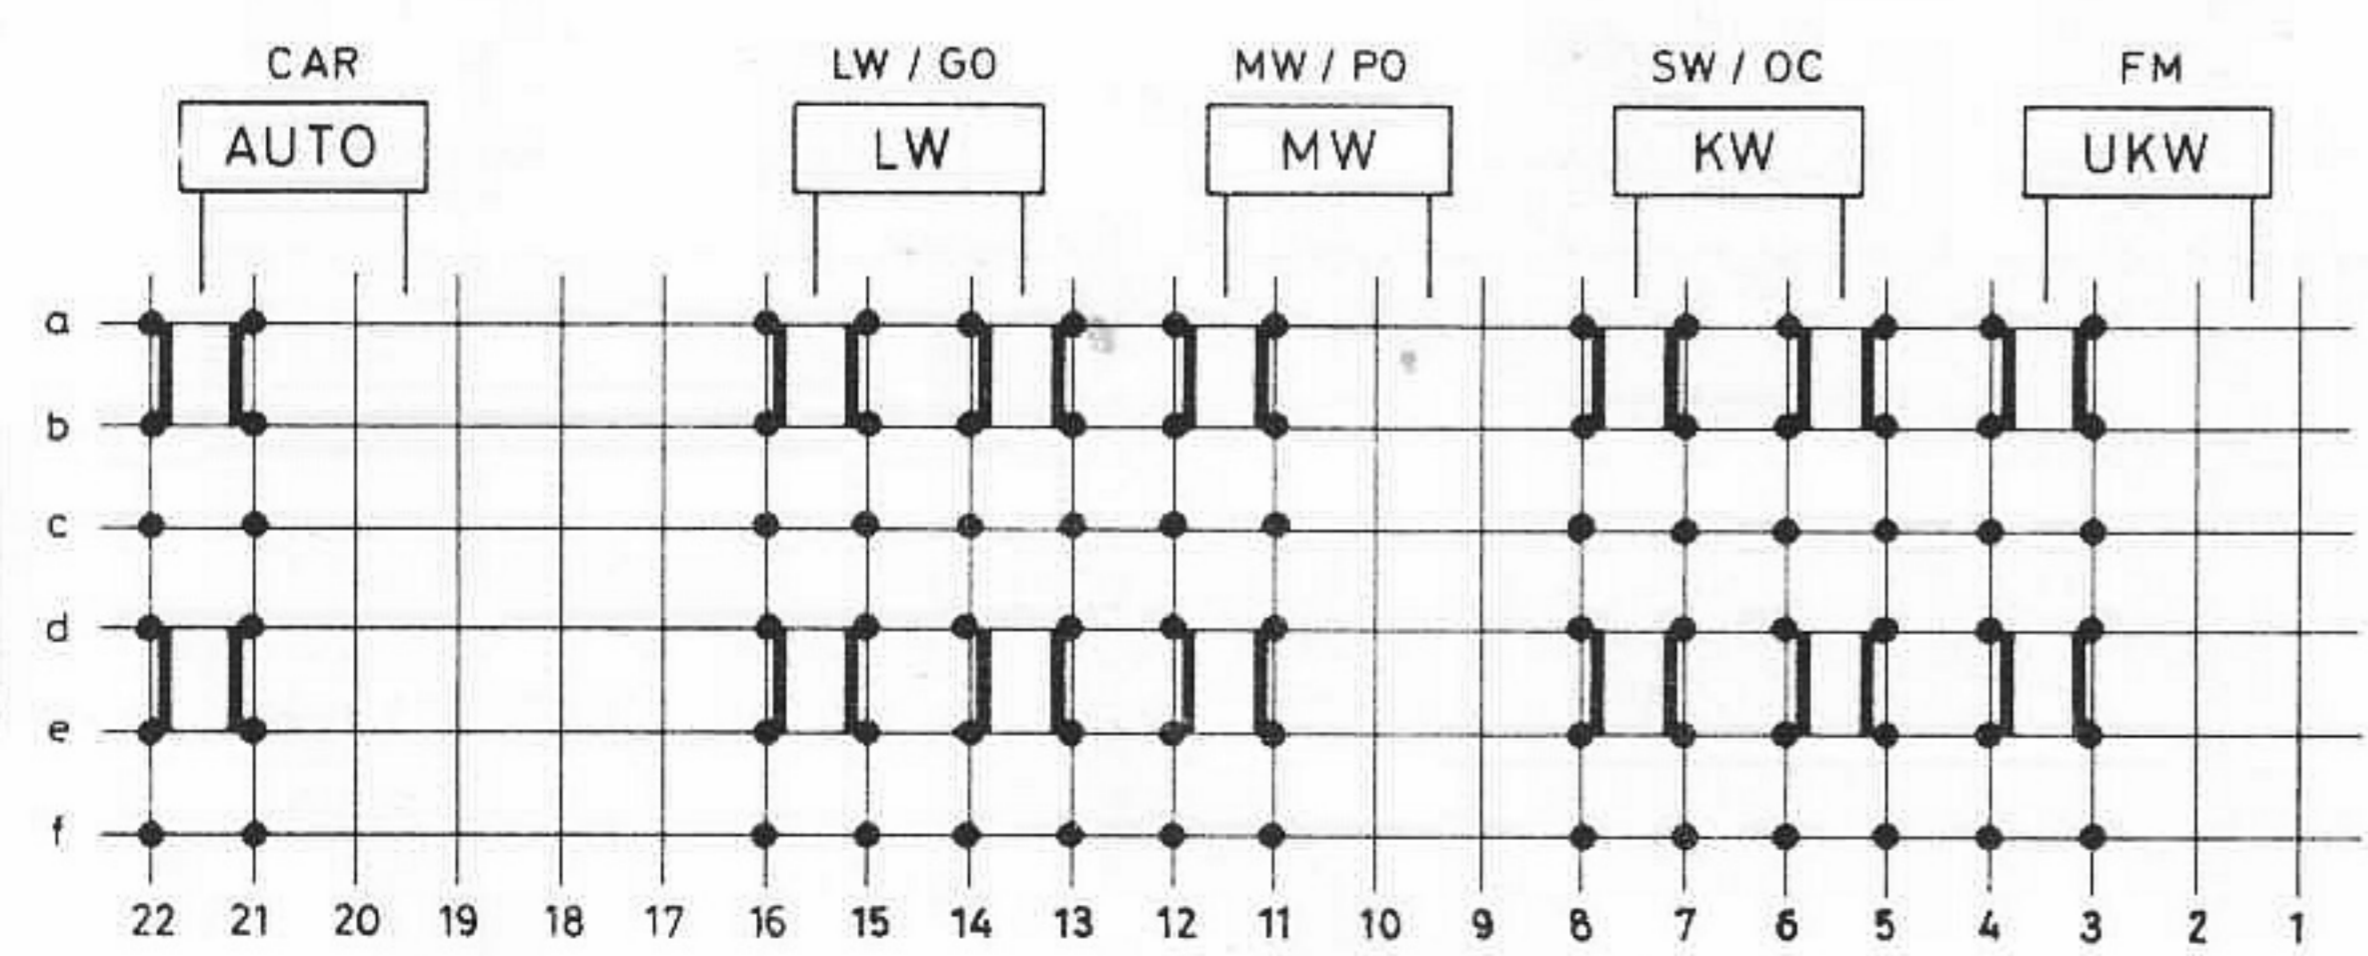 CAR LW / GO MW / PO SW / OC FM
AUTO LW MW KW UKW
a
b
c
d
e
f
22 21 20 19 18 17 16 15 14 13 12 11 10 9 8 7 6 5 4 3 2 1